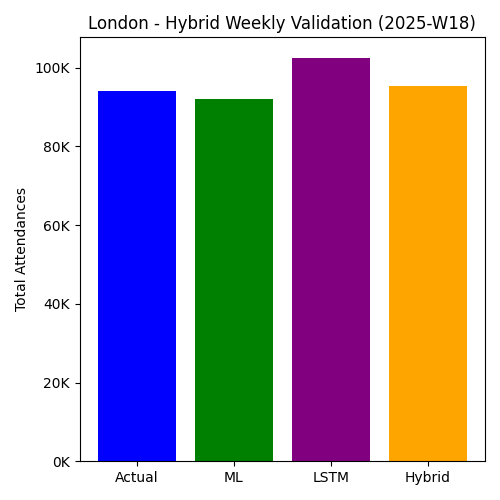 London - Hybrid Weekly Validation (2025-W18)
Total Attendances
100K
80K
60K
40K
20K
0K
Actual ML LSTM Hybrid